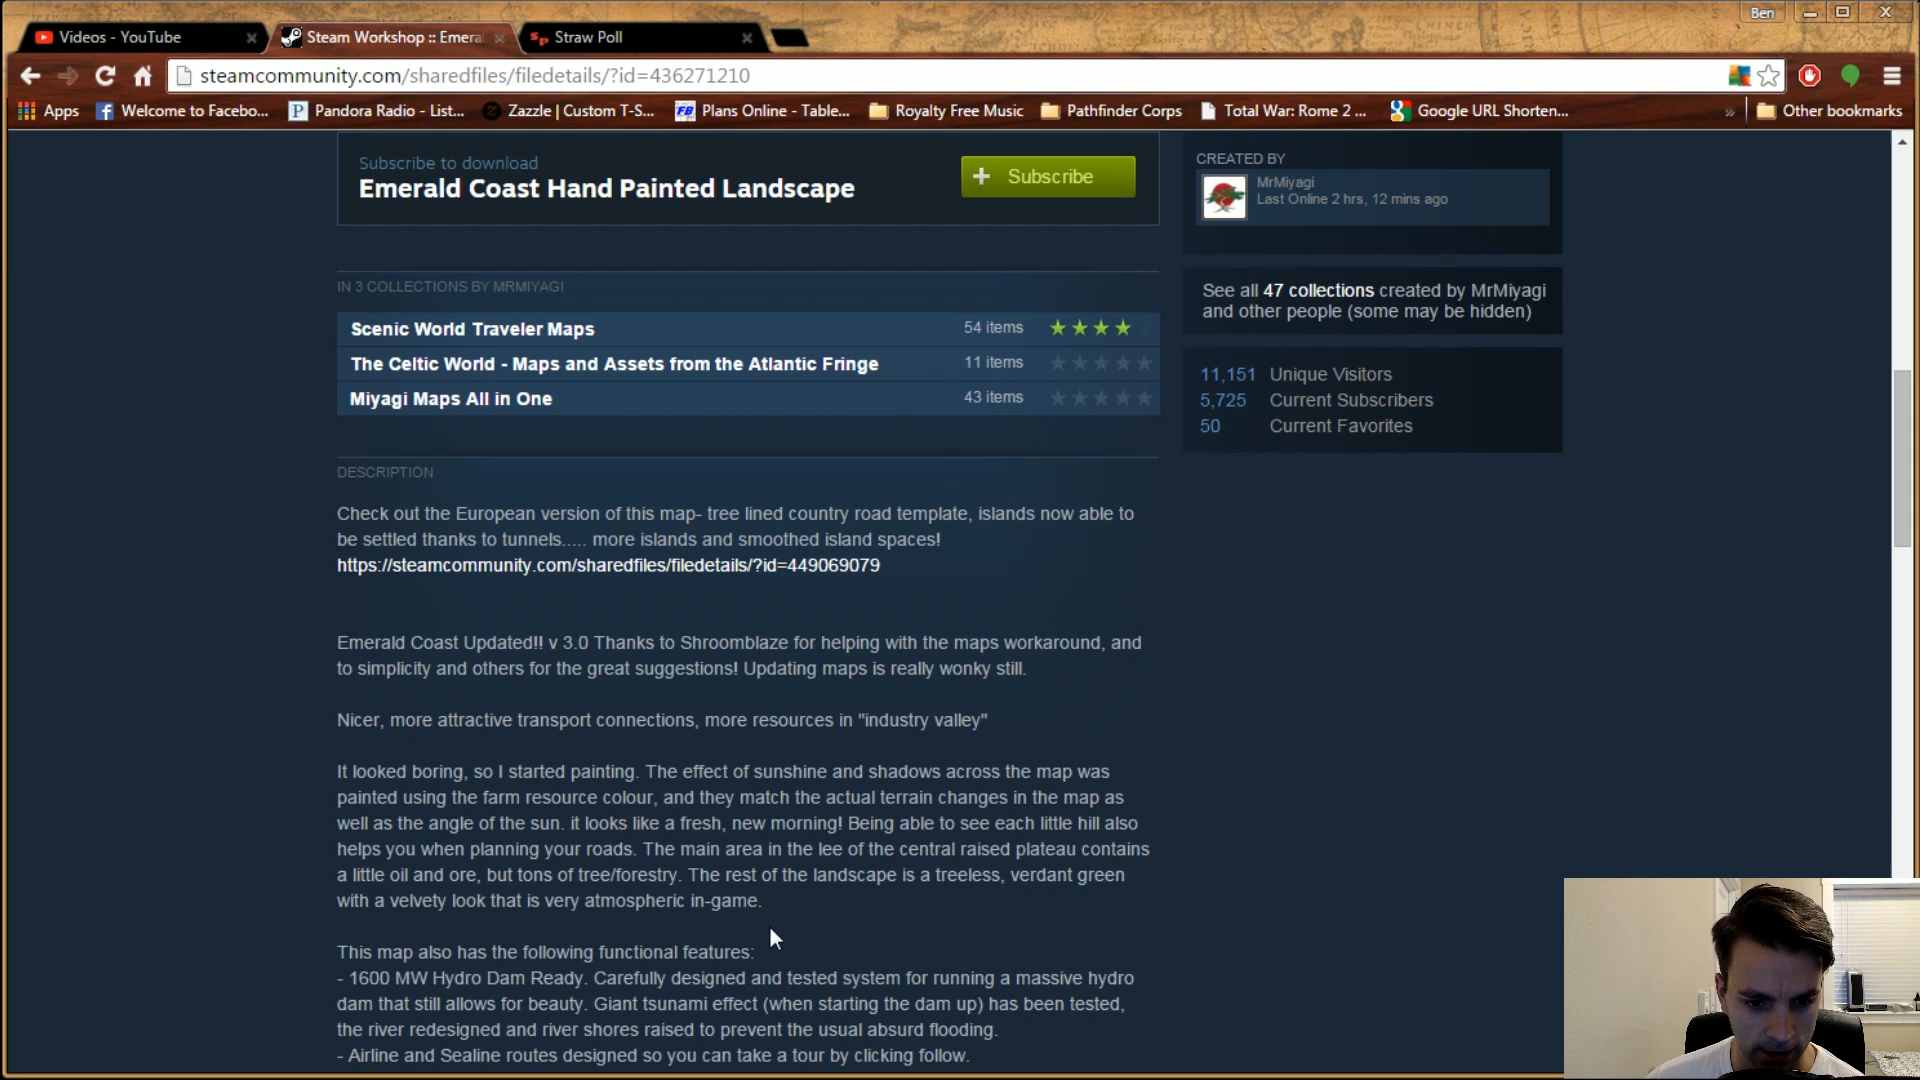 Ben
Videos - YouTube
Steam Workshop :: Emera
Straw Poll
steamcommunity.com/sharedfiles/filedetails/?id=436271210
Apps
Welcome to Facebo...
Pandora Radio - List...
Zazzle | Custom T-S...
Plans Online - Table...
Royalty Free Music
Pathfinder Corps
Total War: Rome 2 ...
Google URL Shorten...
»
Other bookmarks
Subscribe to download
Emerald Coast Hand Painted Landscape
+ Subscribe
CREATED BY
MrMiyagi
Last Online 2 hrs, 12 mins ago
IN 3 COLLECTIONS BY MRMIYAGI
Scenic World Traveler Maps 54 items
The Celtic World - Maps and Assets from the Atlantic Fringe 11 items
Miyagi Maps All in One 43 items
See all 47 collections created by MrMiyagi
and other people (some may be hidden)
11,151 Unique Visitors
5,725 Current Subscribers
50 Current Favorites
DESCRIPTION
Check out the European version of this map- tree lined country road template, islands now able to
be settled thanks to tunnels..... more islands and smoothed island spaces!
https://steamcommunity.com/sharedfiles/filedetails/?id=449069079
Emerald Coast Updated!! v 3.0 Thanks to Shroomblaze for helping with the maps workaround, and
to simplicity and others for the great suggestions! Updating maps is really wonky still.
Nicer, more attractive transport connections, more resources in "industry valley"
It looked boring, so I started painting. The effect of sunshine and shadows across the map was
painted using the farm resource colour, and they match the actual terrain changes in the map as
well as the angle of the sun. it looks like a fresh, new morning! Being able to see each little hill also
helps you when planning your roads. The main area in the lee of the central raised plateau contains
a little oil and ore, but tons of tree/forestry. The rest of the landscape is a treeless, verdant green
with a velvety look that is very atmospheric in-game.
This map also has the following functional features:
- 1600 MW Hydro Dam Ready. Carefully designed and tested system for running a massive hydro
dam that still allows for beauty. Giant tsunami effect (when starting the dam up) has been tested,
the river redesigned and river shores raised to prevent the usual absurd flooding.
- Airline and Sealine routes designed so you can take a tour by clicking follow.